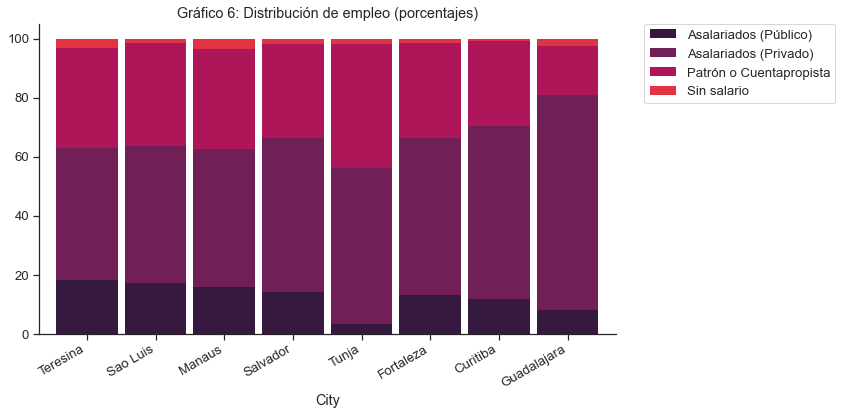 Gráfico 6: Distribución de empleo (porcentajes)
100
80
60
40
20
0
Teresina
Sao Luis
Manaus
Salvador
Tunja
Fortaleza
Curitiba
Guadalajara
City
Asalariados (Público)
Asalariados (Privado)
Patrón o Cuentapropista
Sin salario